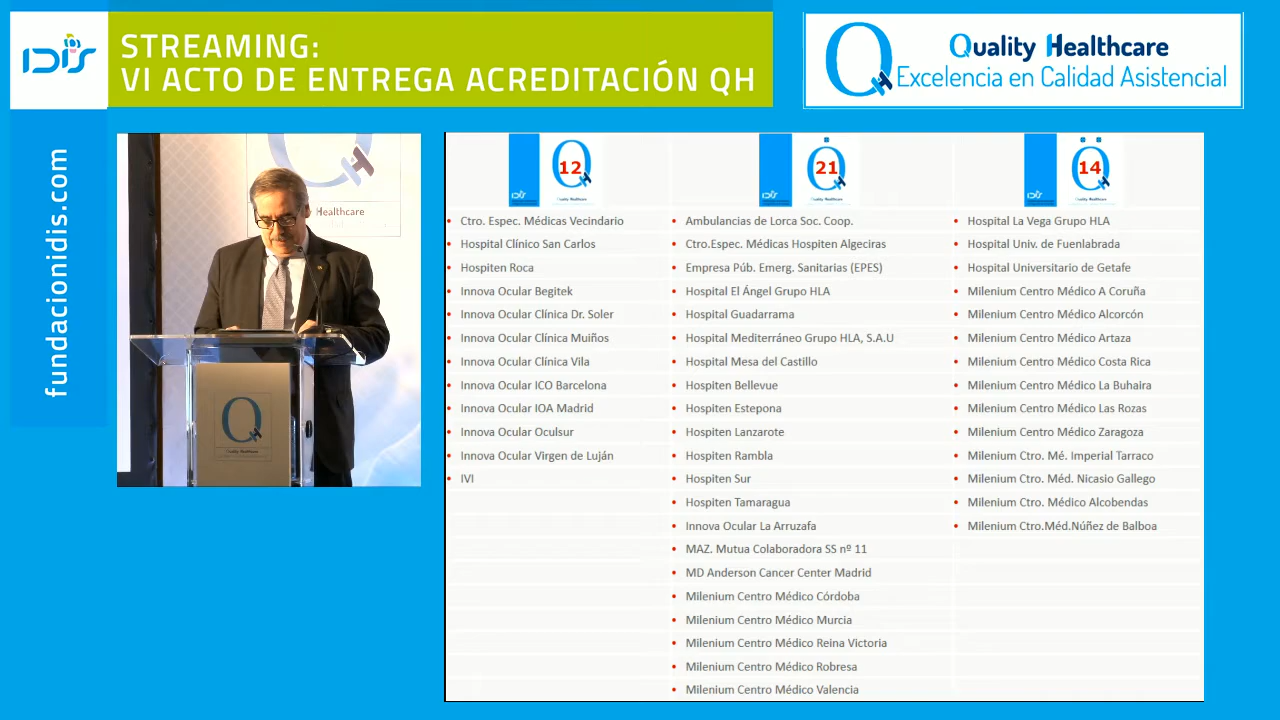 IDIS
STREAMING:
VI ACTO DE ENTREGA ACREDITACIÓN QH
Quality Healthcare
Excelencia en Calidad Asistencial
fundacionidis.com
Healthcare
Quality Healthcare
12
Ctro. Espec. Médicas Vecindario
Hospital Clínico San Carlos
Hospiten Roca
Innova Ocular Begitek
Innova Ocular Clínica Dr. Soler
Innova Ocular Clínica Muiños
Innova Ocular Clínica Vila
Innova Ocular ICO Barcelona
Innova Ocular IOA Madrid
Innova Ocular Oculsur
Innova Ocular Virgen de Luján
IVI
21
Ambulancias de Lorca Soc. Coop.
Ctro.Espec. Médicas Hospiten Algeciras
Empresa Púb. Emerg. Sanitarias (EPES)
Hospital El Ángel Grupo HLA
Hospital Guadarrama
Hospital Mediterráneo Grupo HLA, S.A.U
Hospital Mesa del Castillo
Hospiten Bellevue
Hospiten Estepona
Hospiten Lanzarote
Hospiten Rambla
Hospiten Sur
Hospiten Tamaragua
Innova Ocular La Arruzafa
MAZ. Mutua Colaboradora SS nº 11
MD Anderson Cancer Center Madrid
Milenium Centro Médico Córdoba
Milenium Centro Médico Murcia
Milenium Centro Médico Reina Victoria
Milenium Centro Médico Robresa
Milenium Centro Médico Valencia
14
Hospital La Vega Grupo HLA
Hospital Univ. de Fuenlabrada
Hospital Universitario de Getafe
Milenium Centro Médico A Coruña
Milenium Centro Médico Alcorcón
Milenium Centro Médico Artaza
Milenium Centro Médico Costa Rica
Milenium Centro Médico La Buhaira
Milenium Centro Médico Las Rozas
Milenium Centro Médico Zaragoza
Milenium Ctro. Mé. Imperial Tarraco
Milenium Ctro. Méd. Nicasio Gallego
Milenium Ctro. Médico Alcobendas
Milenium Ctro.Méd.Núñez de Balboa